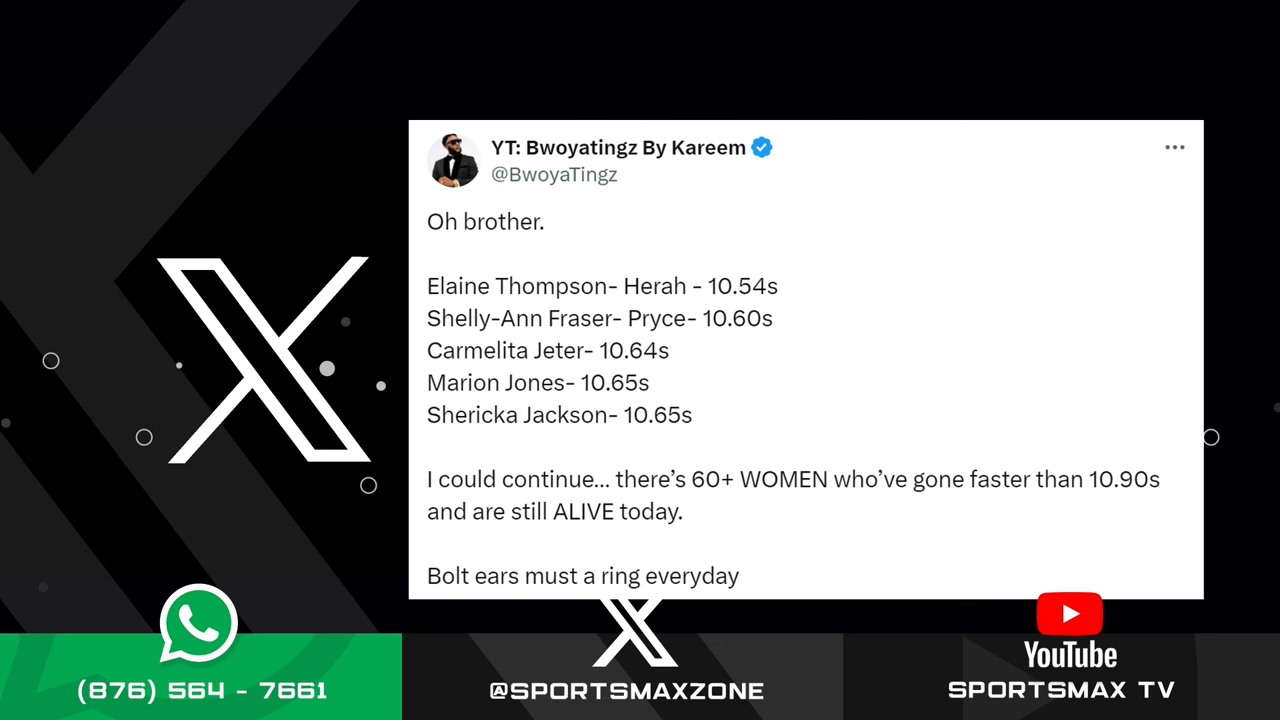 YT: Bwoyatingz By Kareem
@BwoyaTingz
Oh brother.
Elaine Thompson- Herah - 10.54s
Shelly-Ann Fraser- Pryce- 10.60s
Carmelita Jeter- 10.64s
Marion Jones- 10.65s
Shericka Jackson- 10.65s
I could continue... there’s 60+ WOMEN who’ve gone faster than 10.90s
and are still ALIVE today.
Bolt ears must a ring everyday
(876) 564 - 7661
@SPORTSMAXZONE
YouTube
SPORTSMAX TV